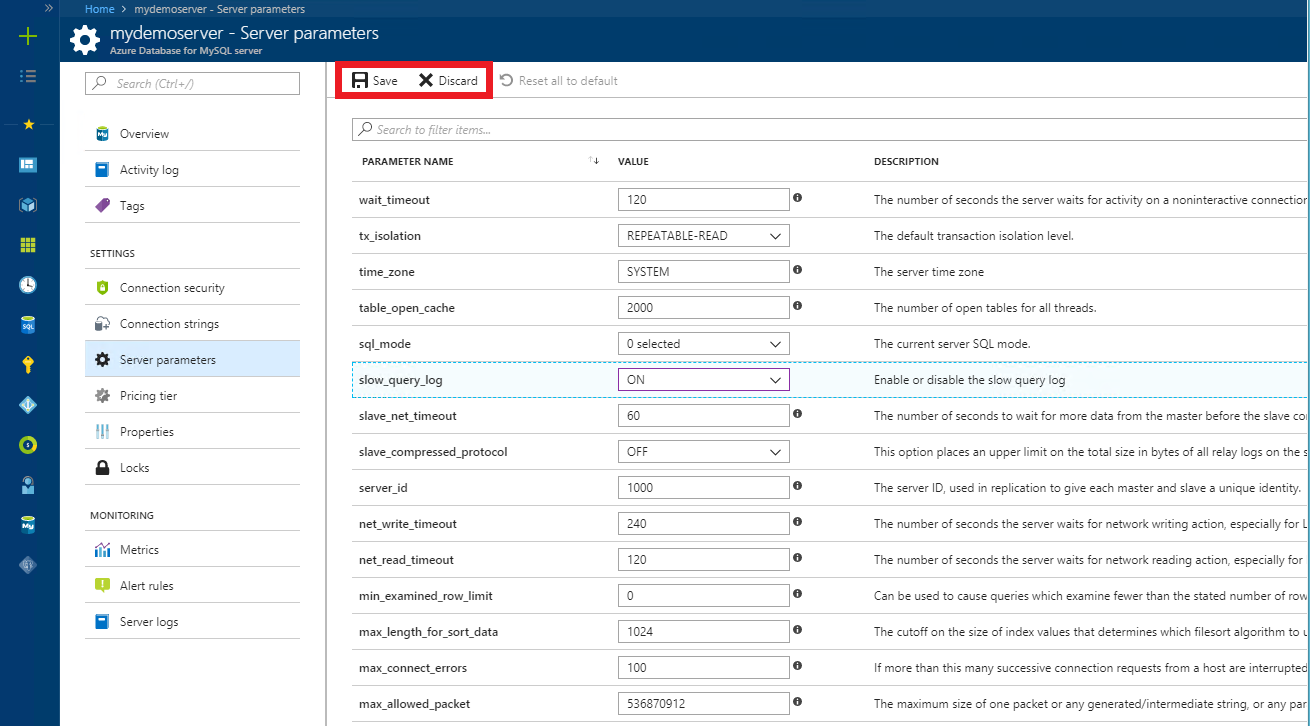 Home > mydemoserver - Server parameters
mydemoserver - Server parameters
Azure Database for MySQL server
Search (Ctrl+/)
Overview
Activity log
Tags
SETTINGS
Connection security
Connection strings
Server parameters
Pricing tier
Properties
Locks
MONITORING
Metrics
Alert rules
Server logs
Save Discard Reset all to default
Search to filter items...
PARAMETER NAME VALUE DESCRIPTION
wait_timeout 120 The number of seconds the server waits for activity on a noninteractive connection
tx_isolation REPEATABLE-READ The default transaction isolation level.
time_zone SYSTEM The server time zone
table_open_cache 2000 The number of open tables for all threads.
sql_mode 0 selected The current server SQL mode.
slow_query_log ON Enable or disable the slow query log
slave_net_timeout 60 The number of seconds to wait for more data from the master before the slave co
slave_compressed_protocol OFF This option places an upper limit on the total size in bytes of all relay logs on the s
server_id 1000 The server ID, used in replication to give each master and slave a unique identity.
net_write_timeout 240 The number of seconds the server waits for network writing action, especially for L
net_read_timeout 120 The number of seconds the server waits for network reading action, especially for
min_examined_row_limit 0 Can be used to cause queries which examine fewer than the stated number of row
max_length_for_sort_data 1024 The cutoff on the size of index values that determines which filesort algorithm to u
max_connect_errors 100 If more than this many successive connection requests from a host are interrupted
max_allowed_packet 536870912 The maximum size of one packet or any generated/intermediate string, or any par
SQL
My
My